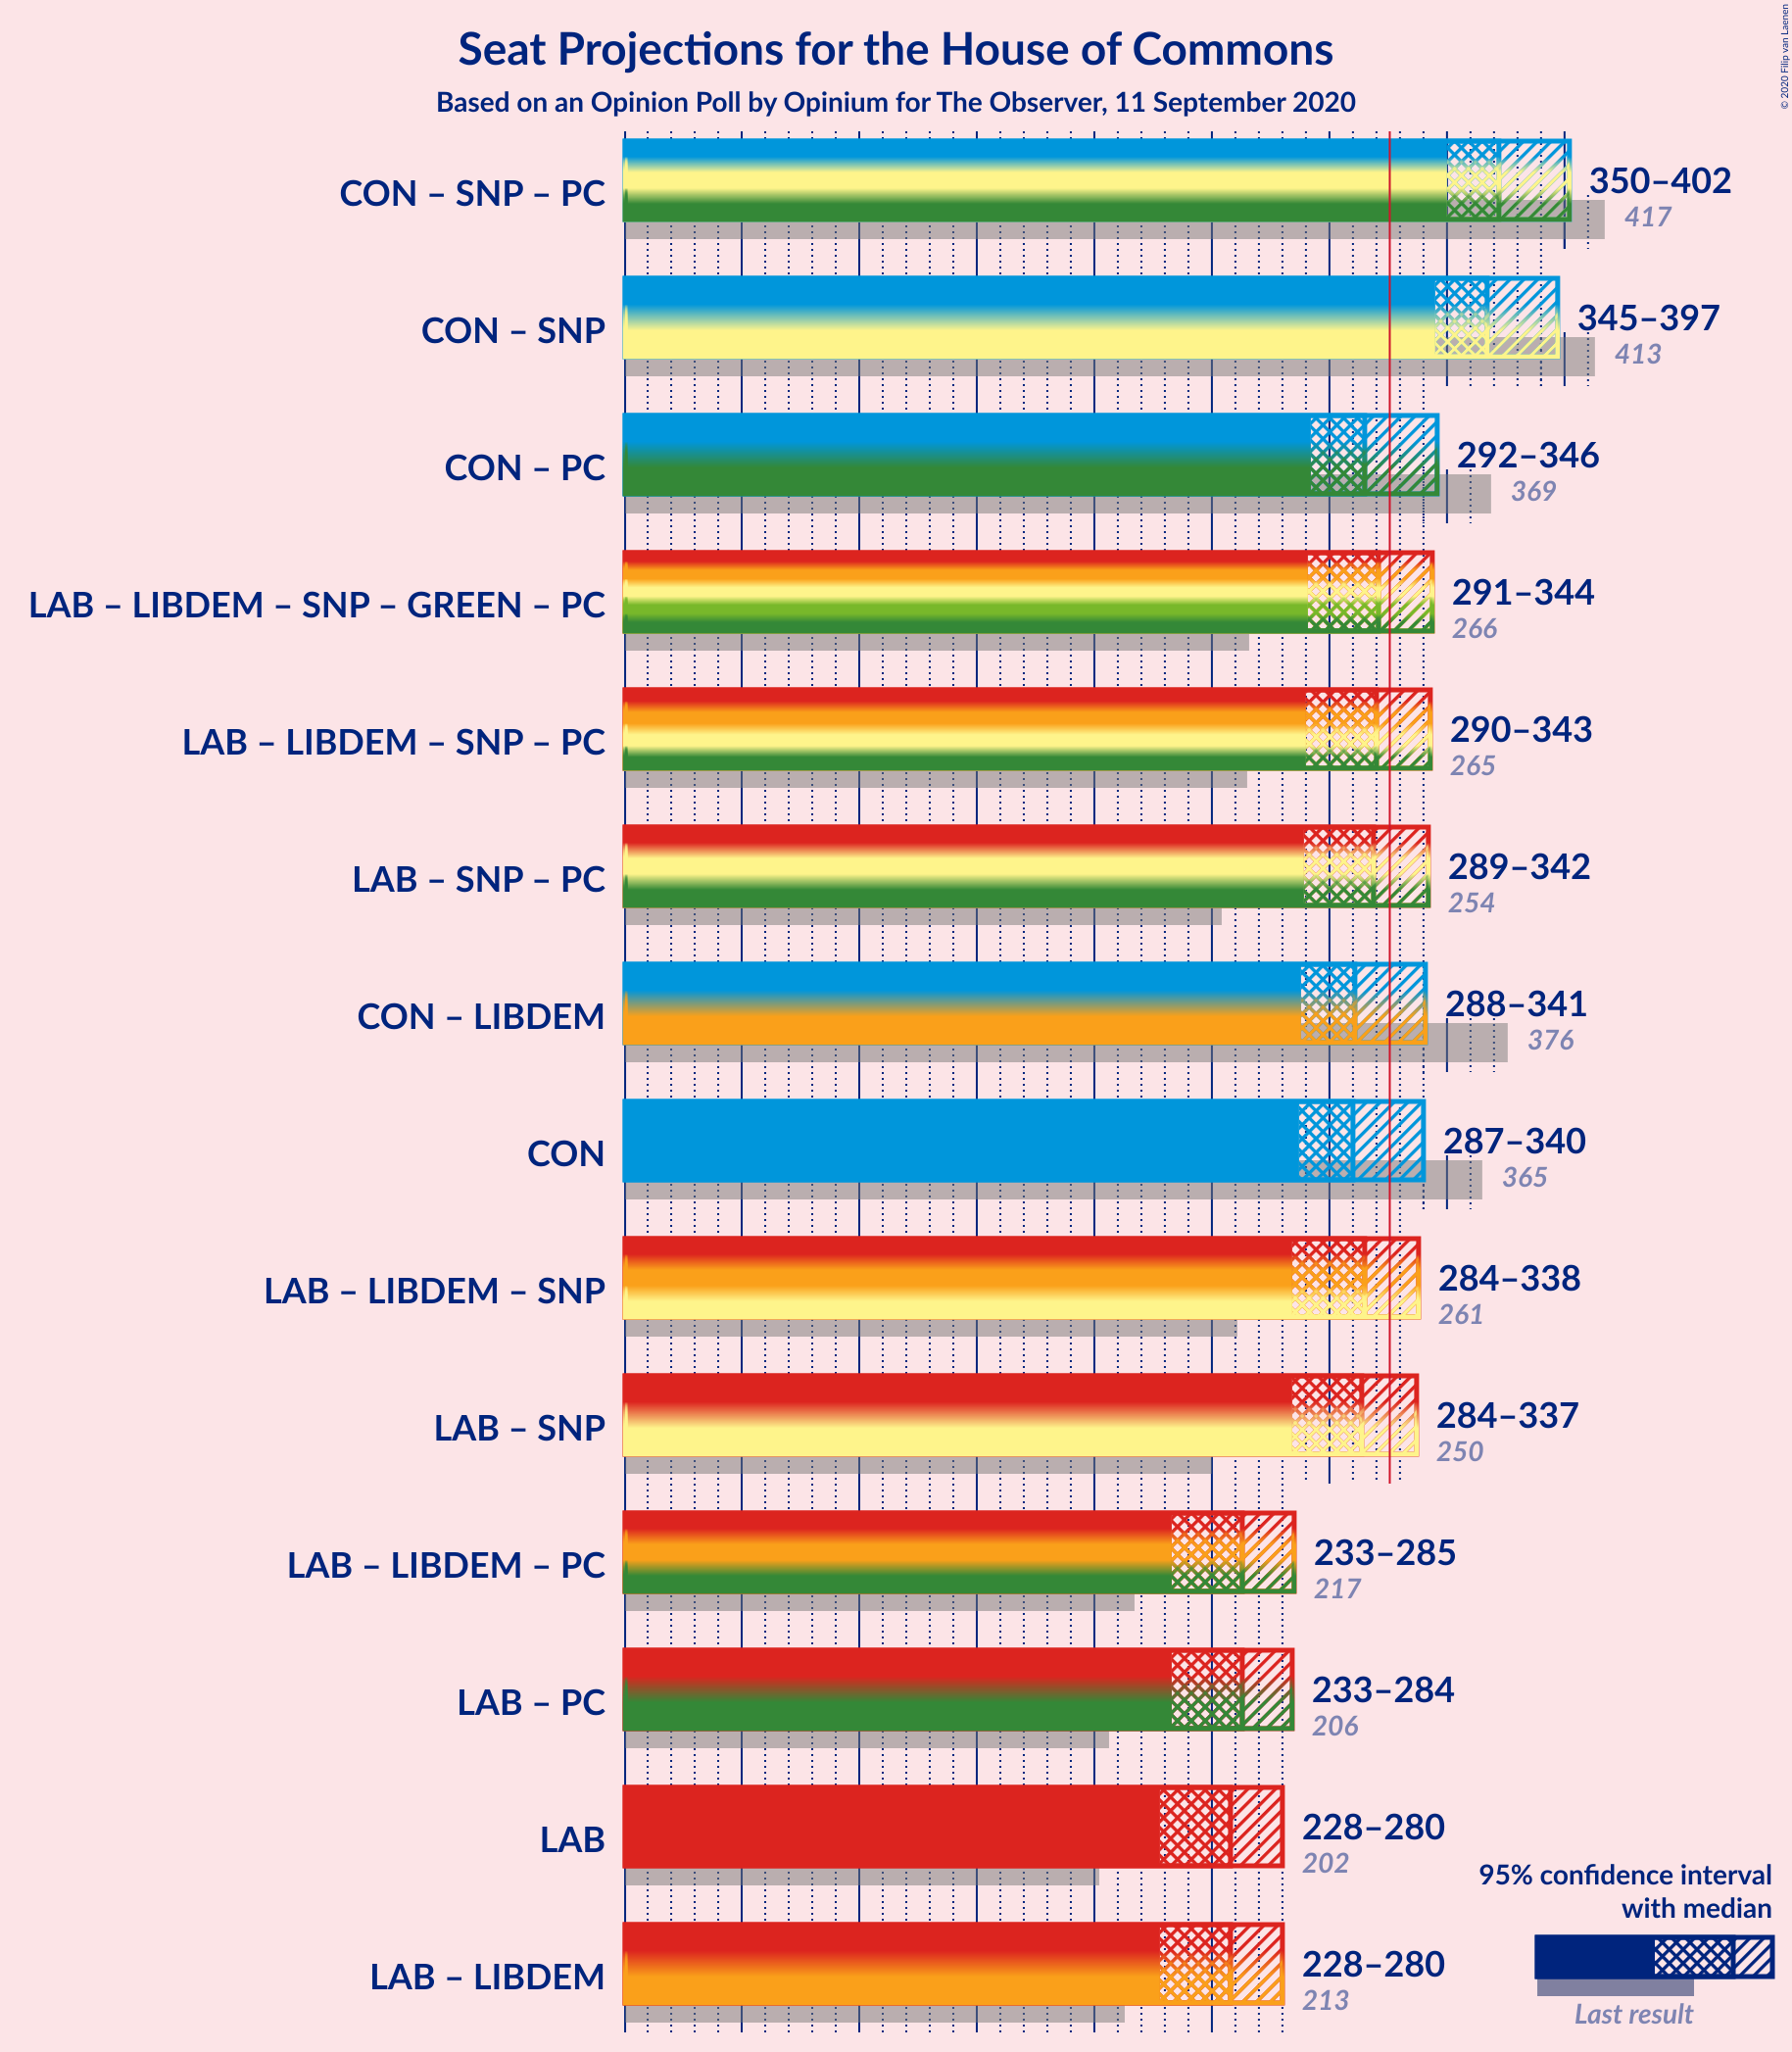 Seat Projections for the House of Commons
Based on an Opinion Poll by Opinium for The Observer, 11 September 2020
© 2020 Filip van Laenen
CON – SNP – PC
350–402
417
CON – SNP
345–397
413
CON – PC
292–346
369
LAB – LIBDEM – SNP – GREEN – PC
291–344
266
LAB – LIBDEM – SNP – PC
290–343
265
LAB – SNP – PC
289–342
254
CON – LIBDEM
288–341
376
CON
287–340
365
LAB – LIBDEM – SNP
284–338
261
LAB – SNP
284–337
250
LAB – LIBDEM – PC
233–285
217
LAB – PC
233–284
206
LAB
228–280
202
LAB – LIBDEM
228–280
213
95% confidence interval
with median
Last result